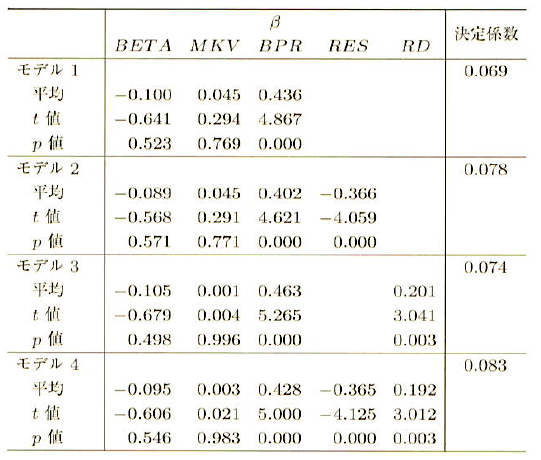 β
決定係数
BETA MKV BPR RES RD
モデル 1 0.069
平均 −0.100 0.045 0.436
t 値 −0.641 0.294 4.867
p 値 0.523 0.769 0.000
モデル 2 0.078
平均 −0.089 0.045 0.402 −0.366
t 値 −0.568 0.291 4.621 −4.059
p 値 0.571 0.771 0.000 0.000
モデル 3 0.074
平均 −0.105 0.001 0.463 0.201
t 値 −0.679 0.004 5.265 3.041
p 値 0.498 0.996 0.000 0.003
モデル 4 0.083
平均 −0.095 0.003 0.428 −0.365 0.192
t 値 −0.606 0.021 5.000 −4.125 3.012
p 値 0.546 0.983 0.000 0.000 0.003